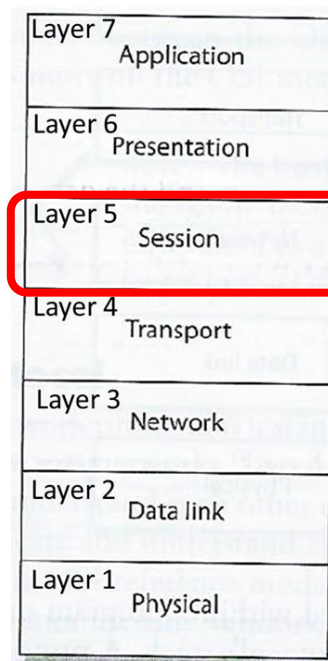 Layer 7
Application
Layer 6
Presentation
Layer 5
Session
Layer 4
Transport
Layer 3
Network
Layer 2
Data link
Layer 1
Physical